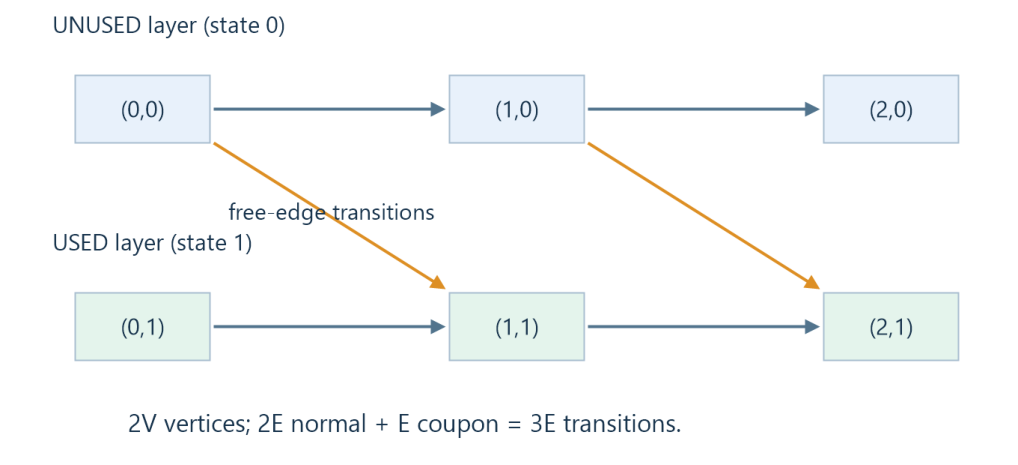 UNUSED layer (state 0)
(0,0)
(1,0)
(2,0)
free-edge transitions
USED layer (state 1)
(0,1)
(1,1)
(2,1)
2V vertices; 2E normal + E coupon = 3E transitions.